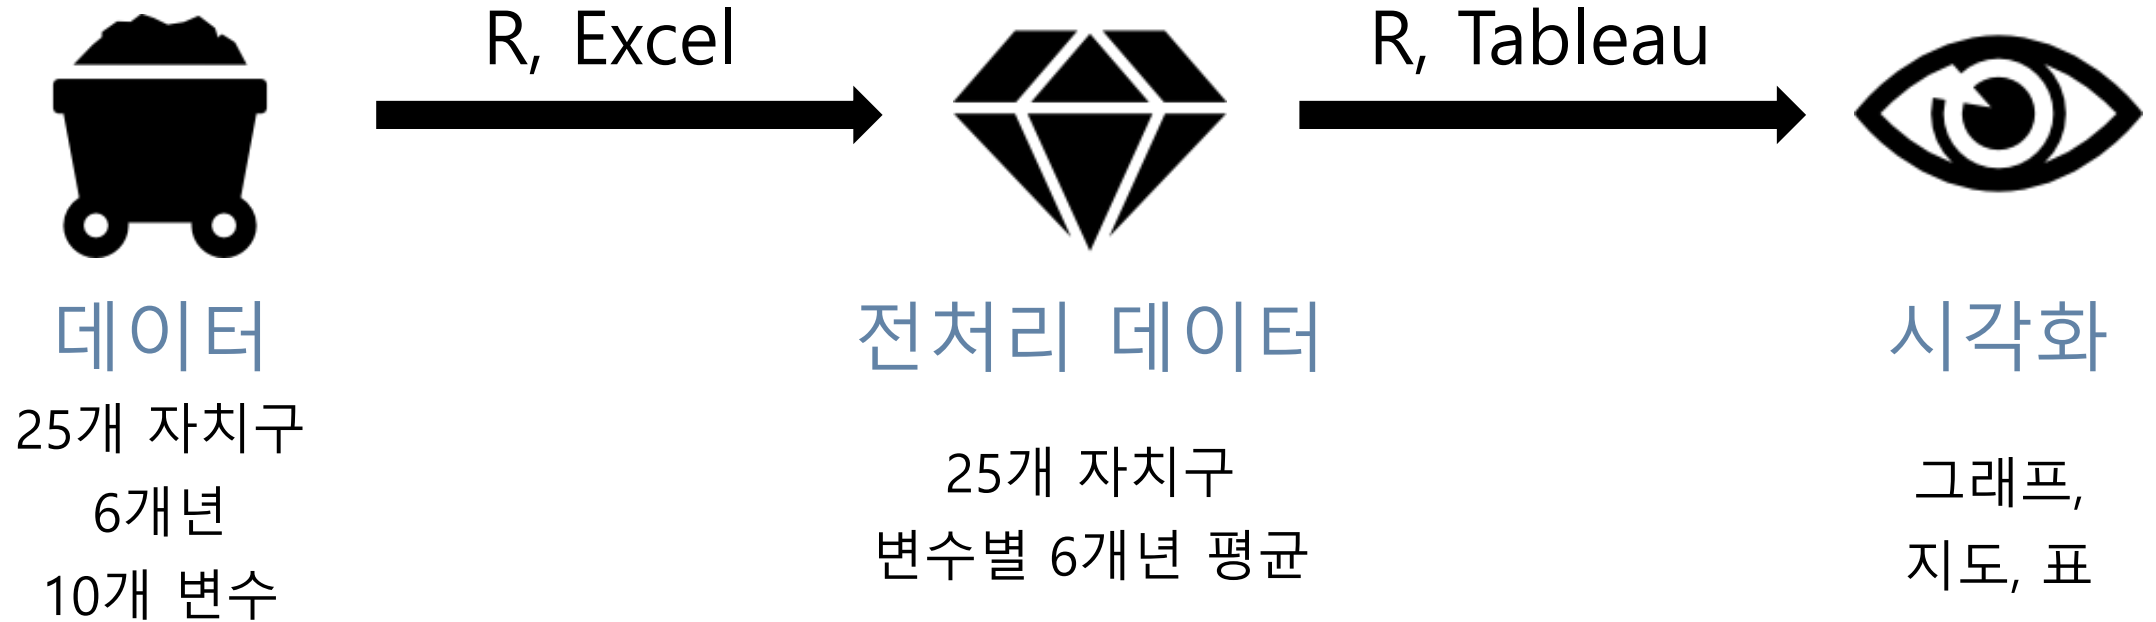 R, Excel
R, Tableau
데이터
25개 자치구
6개년
10개 변수
전처리 데이터
25개 자치구
변수별 6개년 평균
시각화
그래프,
지도, 표